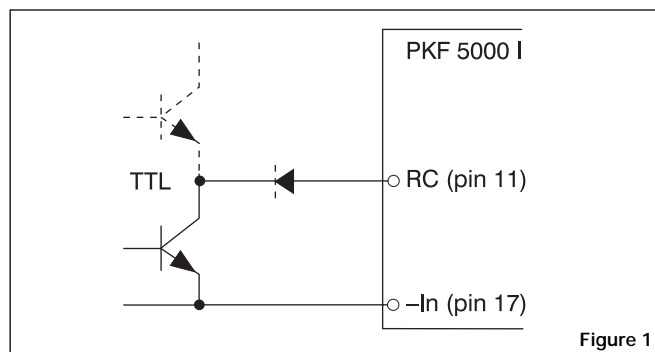 PKF 5000 I
TTL
RC (pin 11)
–In (pin 17)
Figure 1